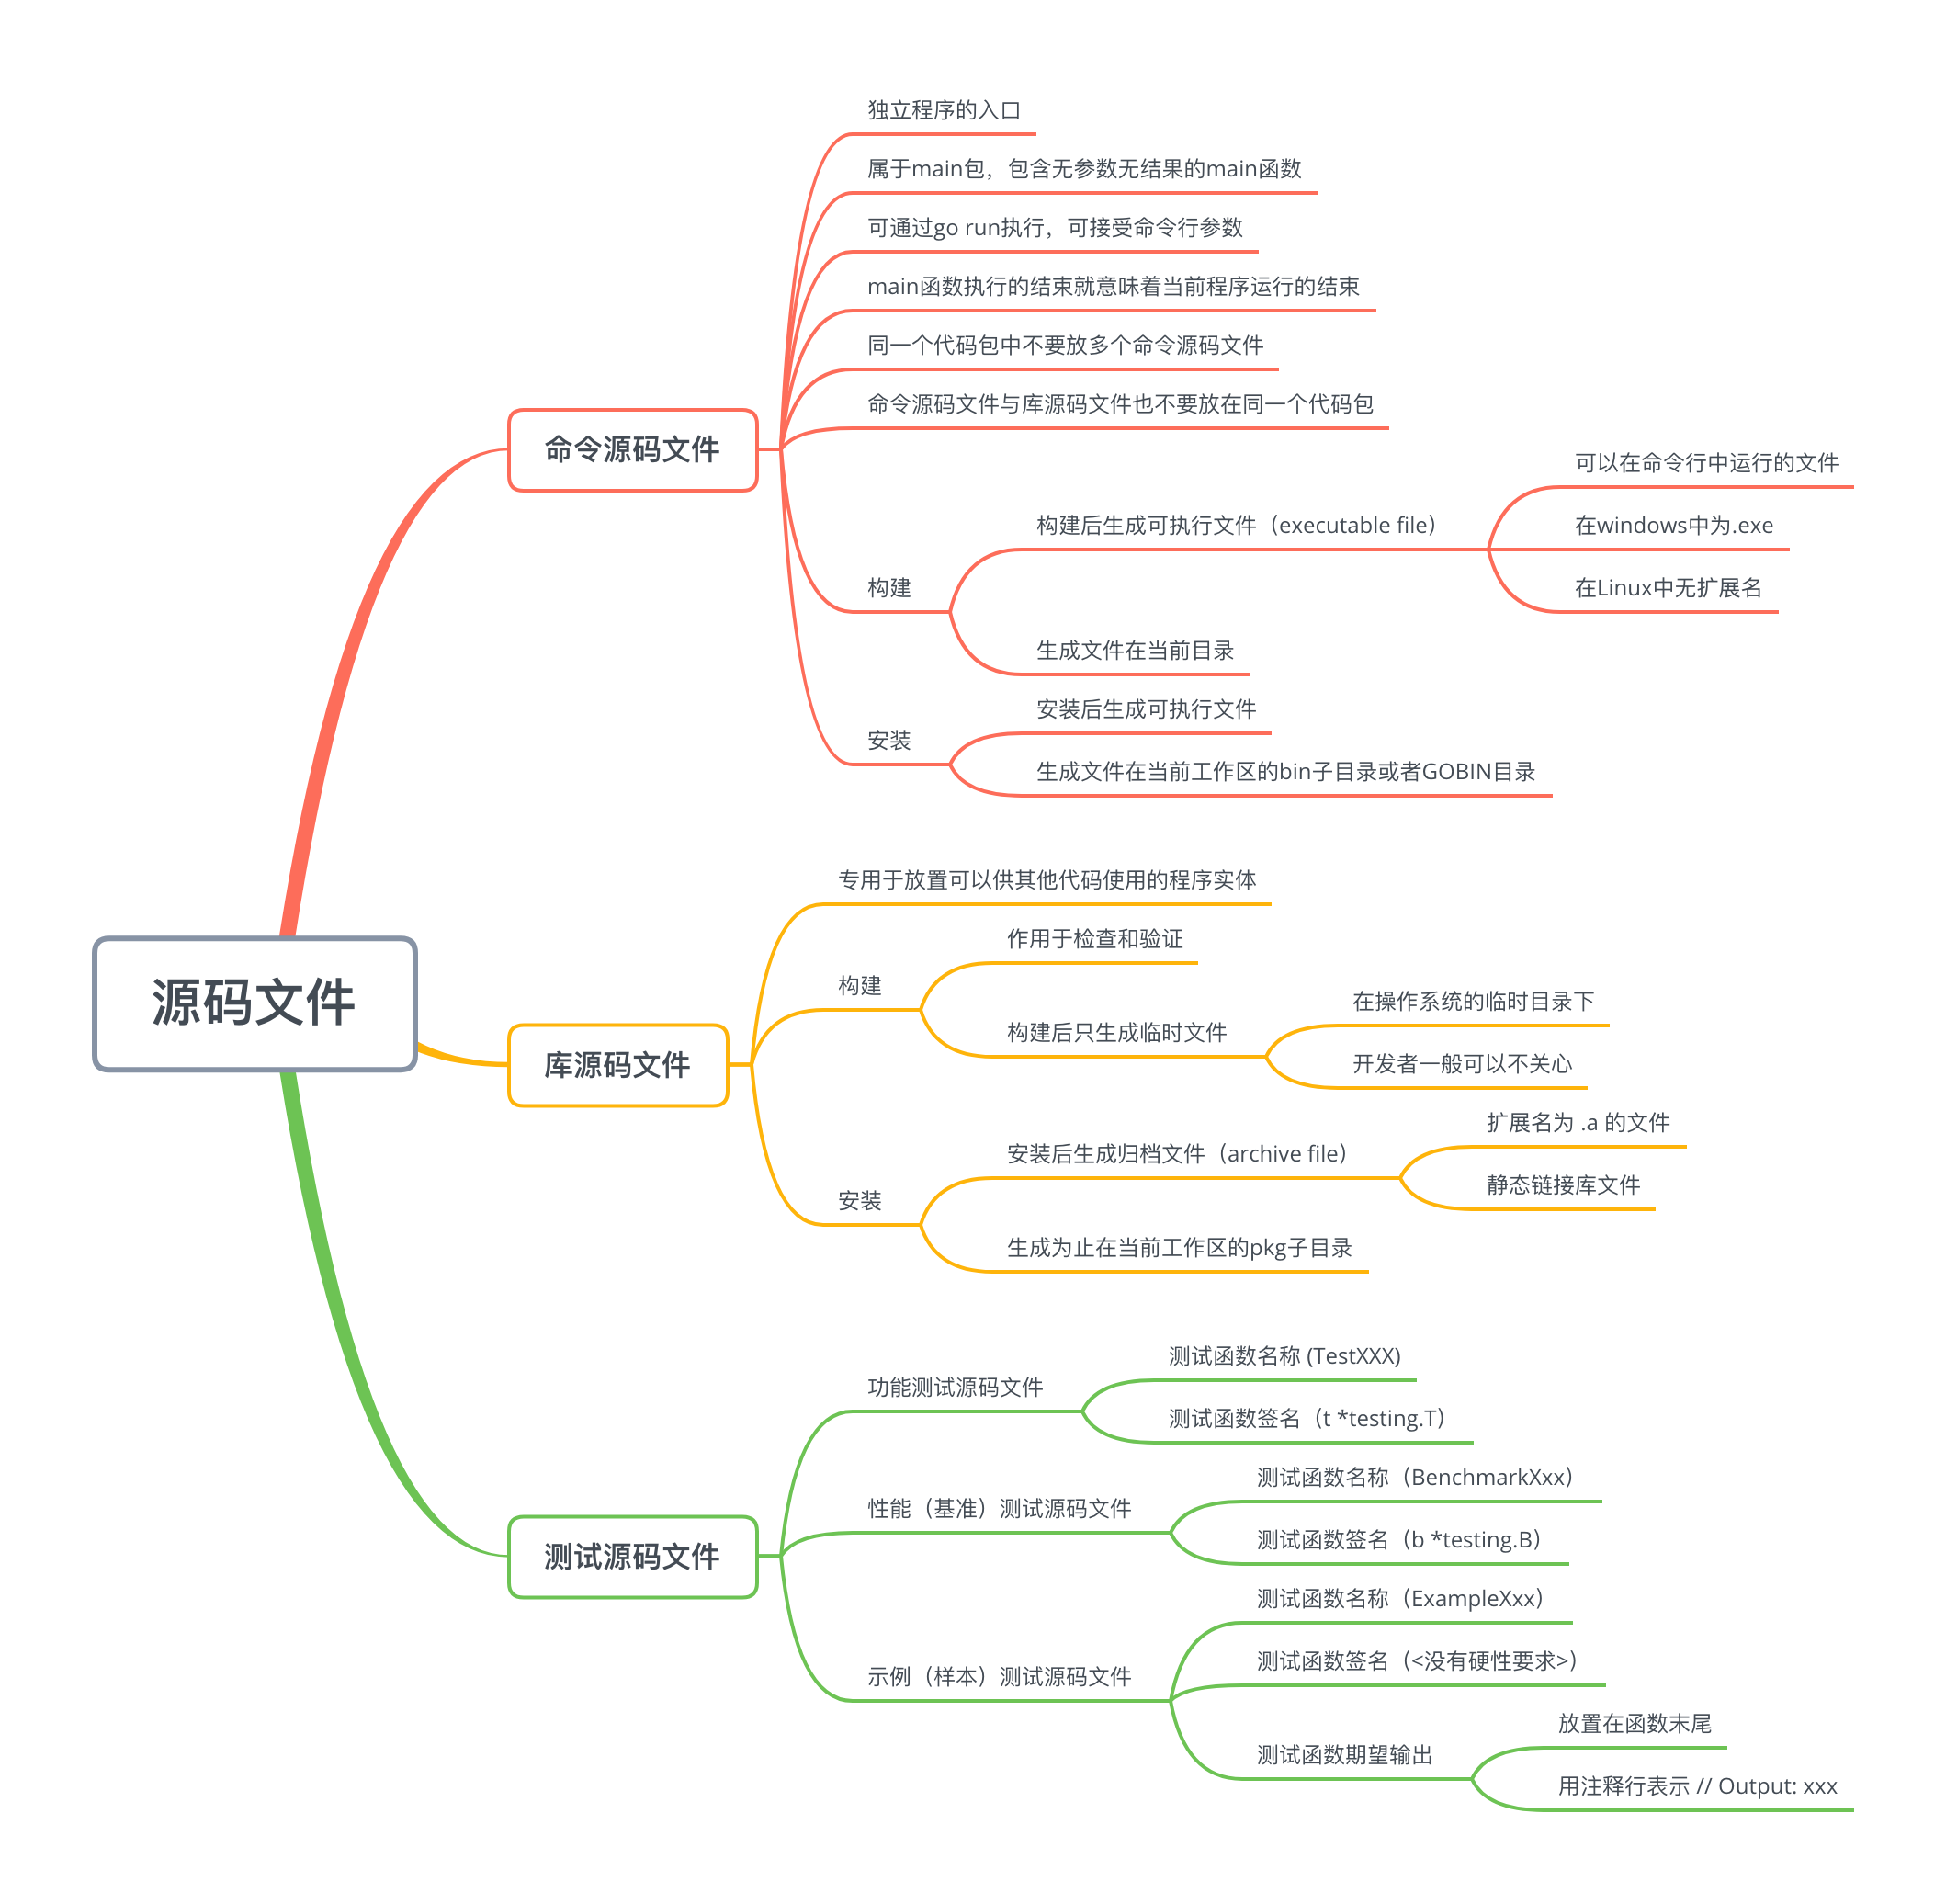 源码文件
命令源码文件
独立程序的入口
属于main包，包含无参数无结果的main函数
可通过go run执行，可接受命令行参数
main函数执行的结束就意味着当前程序运行的结束
同一个代码包中不要放多个命令源码文件
命令源码文件与库源码文件也不要放在同一个代码包
构建
构建后生成可执行文件（executable file）
可以在命令行中运行的文件
在windows中为.exe
在Linux中无扩展名
生成文件在当前目录
安装
安装后生成可执行文件
生成文件在当前工作区的bin子目录或者GOBIN目录
库源码文件
专用于放置可以供其他代码使用的程序实体
构建
作用于检查和验证
构建后只生成临时文件
在操作系统的临时目录下
开发者一般可以不关心
安装
安装后生成归档文件（archive file）
扩展名为 .a 的文件
静态链接库文件
生成为止在当前工作区的pkg子目录
测试源码文件
功能测试源码文件
测试函数名称 (TestXXX)
测试函数签名（t *testing.T）
性能（基准）测试源码文件
测试函数名称（BenchmarkXxx）
测试函数签名（b *testing.B）
示例（样本）测试源码文件
测试函数名称（ExampleXxx）
测试函数签名（<没有硬性要求>）
测试函数期望输出
放置在函数末尾
用注释行表示 // Output: xxx